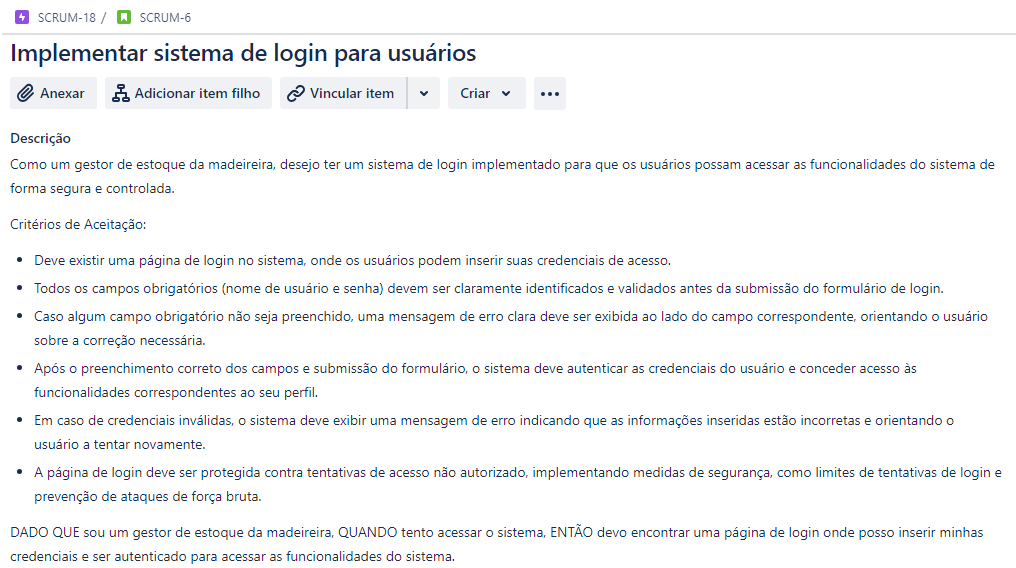 SCRUM-18 / SCRUM-6
Implementar sistema de login para usuários
Anexar Adicionar item filho Vincular item Criar
Descrição
Como um gestor de estoque da madeireira, desejo ter um sistema de login implementado para que os usuários possam acessar as funcionalidades do sistema de
forma segura e controlada.
Critérios de Aceitação:
• Deve existir uma página de login no sistema, onde os usuários podem inserir suas credenciais de acesso.
• Todos os campos obrigatórios (nome de usuário e senha) devem ser claramente identificados e validados antes da submissão do formulário de login.
• Caso algum campo obrigatório não seja preenchido, uma mensagem de erro clara deve ser exibida ao lado do campo correspondente, orientando o usuário
sobre a correção necessária.
• Após o preenchimento correto dos campos e submissão do formulário, o sistema deve autenticar as credenciais do usuário e conceder acesso às
funcionalidades correspondentes ao seu perfil.
• Em caso de credenciais inválidas, o sistema deve exibir uma mensagem de erro indicando que as informações inseridas estão incorretas e orientando o
usuário a tentar novamente.
• A página de login deve ser protegida contra tentativas de acesso não autorizado, implementando medidas de segurança, como limites de tentativas de login e
prevenção de ataques de força bruta.
DADO QUE sou um gestor de estoque da madeireira, QUANDO tento acessar o sistema, ENTÃO devo encontrar uma página de login onde posso inserir minhas
credenciais e ser autenticado para acessar as funcionalidades do sistema.